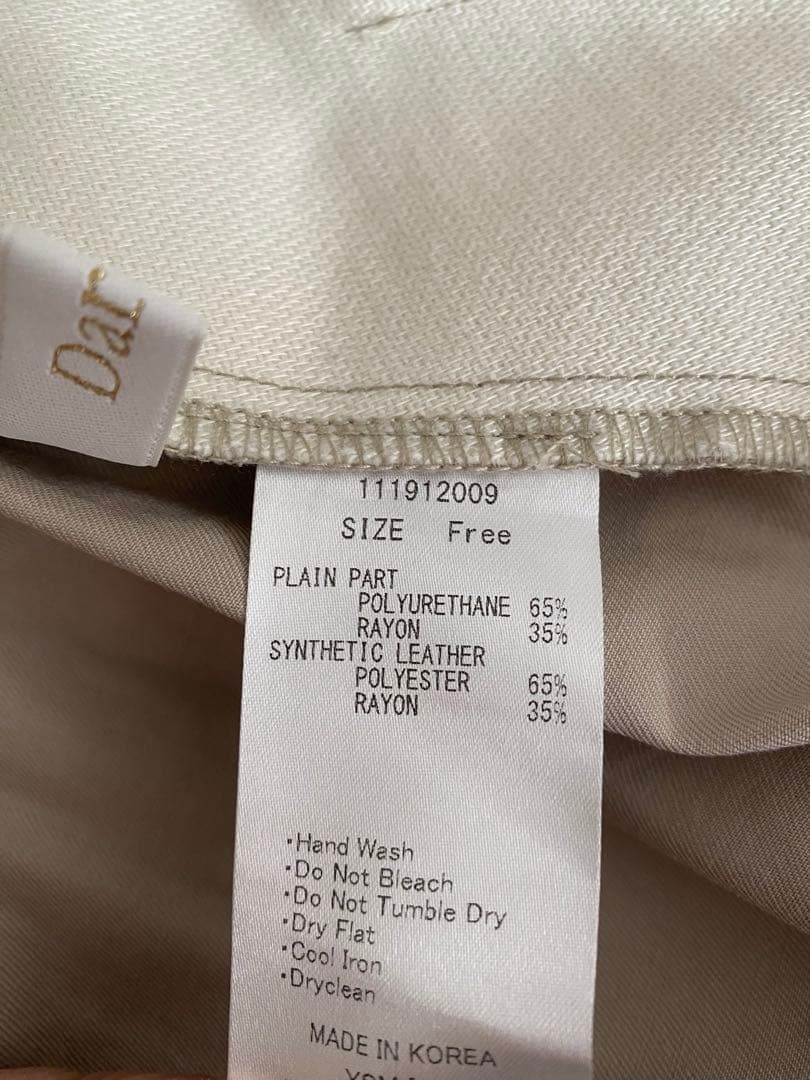 Dar
111912009
SIZE Free
PLAIN PART
POLYURETHANE 65%
RAYON 35%
SYNTHETIC LEATHER
POLYESTER 65%
RAYON 35%
・Hand Wash
・Do Not Bleach
・Do Not Tumble Dry
・Dry Flat
・Cool Iron
・Dryclean
MADE IN KOREA